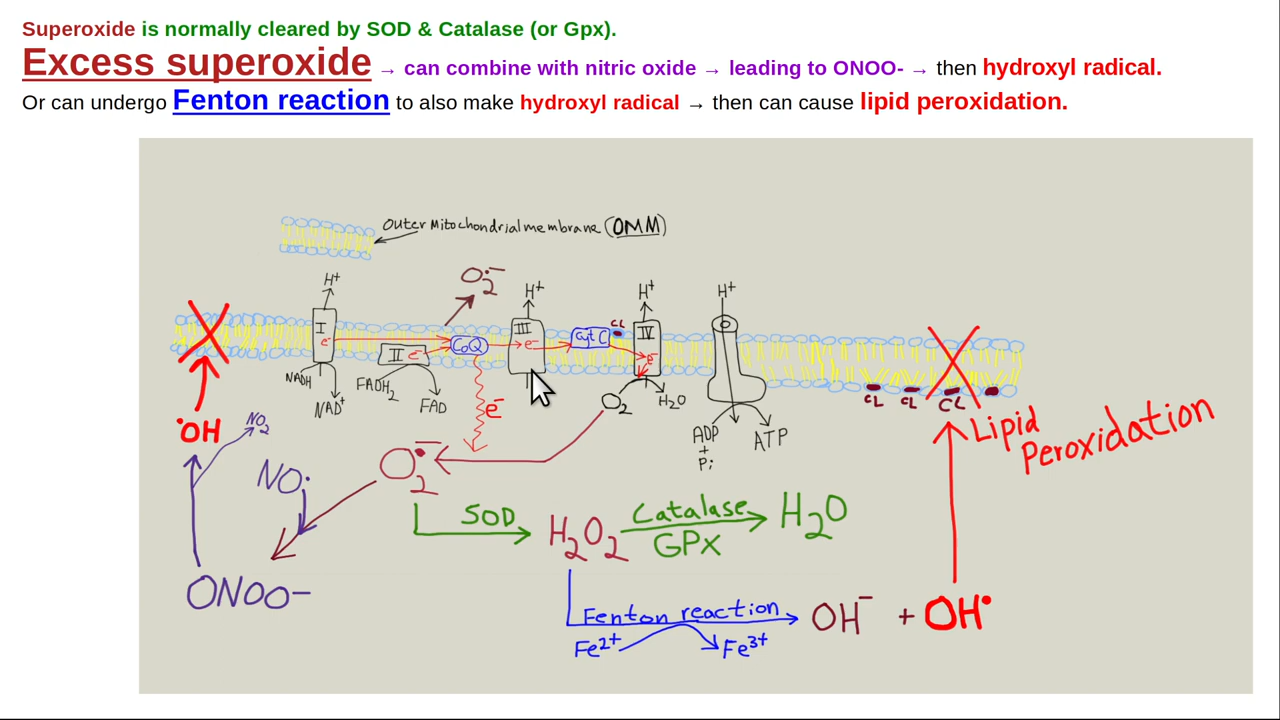 Superoxide is normally cleared by SOD & Catalase (or Gpx).
Excess superoxide → can combine with nitric oxide → leading to ONOO- → then hydroxyl radical.
Or can undergo Fenton reaction to also make hydroxyl radical → then can cause lipid peroxidation.
Outer Mitochondrial membrane (OMM)
O₂•−
H+ H+ H+ H+
I e- II e- CoQ III e- Cyt C CL IV e-
NADH NAD+ FADH2 FAD
O2 H2O
ADP + Pi ATP
CL CL CL
•OH NO2
e-
Lipid Peroxidation
NO• O₂•−
SOD H2O2 Catalase GPx H2O
ONOO−
Fenton reaction OH− + OH•
Fe2+ Fe3+